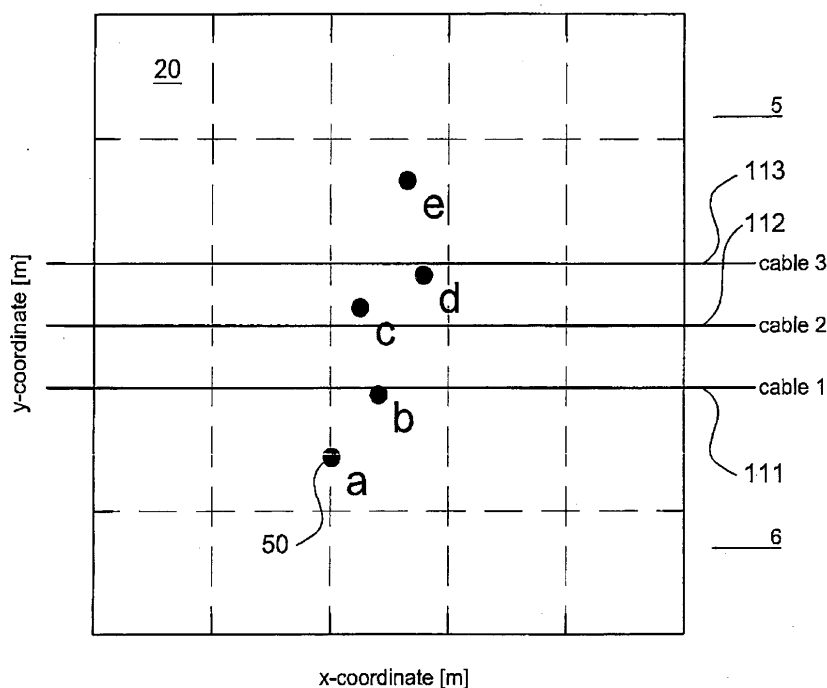 20
5
113
112
e
cable 3
d
c
cable 2
y-coordinate [m]
cable 1
b
111
a
50
6
x-coordinate [m]